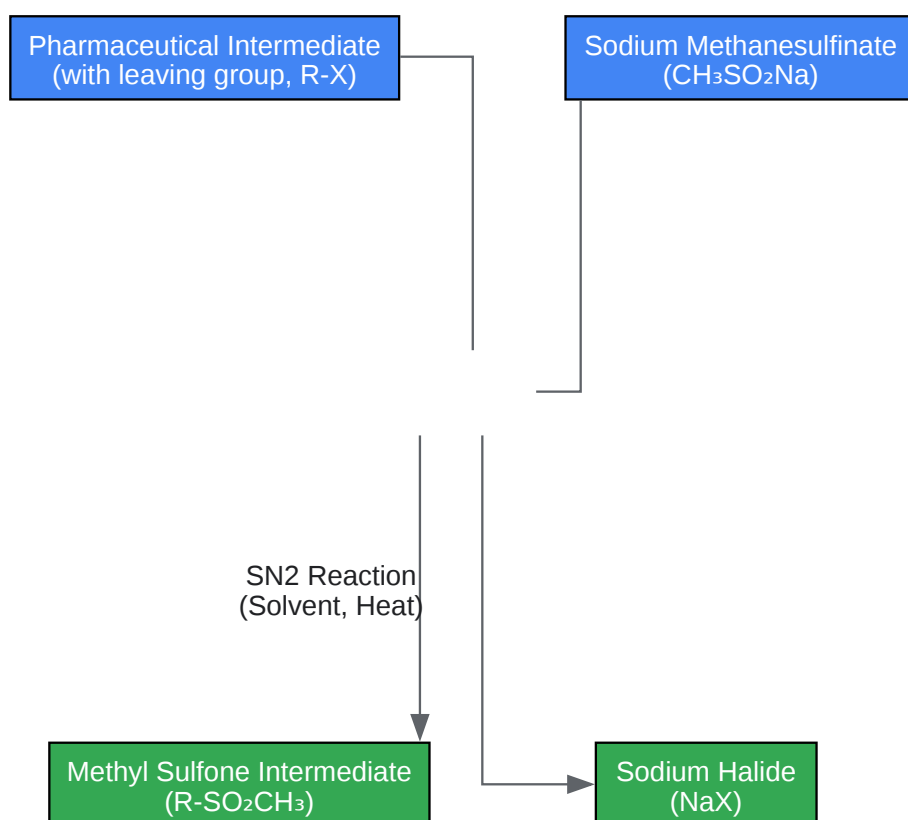 Pharmaceutical Intermediate
(with leaving group, R-X)
Sodium Methanesulfinate
(CH₃SO₂Na)
SN2 Reaction
(Solvent, Heat)
Methyl Sulfone Intermediate
(R-SO₂CH₃)
Sodium Halide
(NaX)